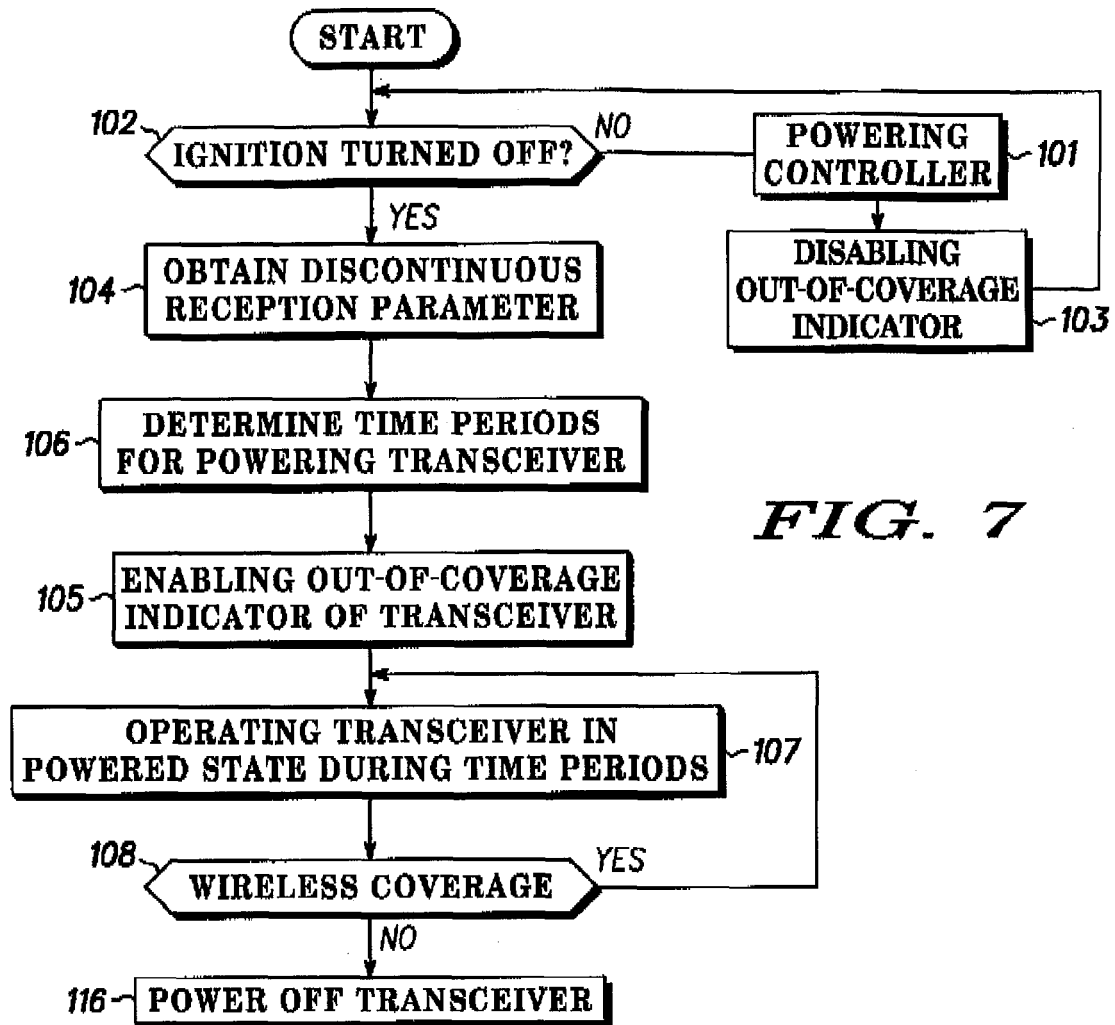 START
102
IGNITION TURNED OFF?
NO
POWERING
CONTROLLER
101
YES
DISABLING
OUT-OF-COVERAGE
INDICATOR
103
104
OBTAIN DISCONTINUOUS
RECEPTION PARAMETER
106
DETERMINE TIME PERIODS
FOR POWERING TRANSCEIVER
FIG. 7
105
ENABLING OUT-OF-COVERAGE
INDICATOR OF TRANSCEIVER
OPERATING TRANSCEIVER IN
POWERED STATE DURING TIME PERIODS
107
108
WIRELESS COVERAGE
YES
NO
116
POWER OFF TRANSCEIVER